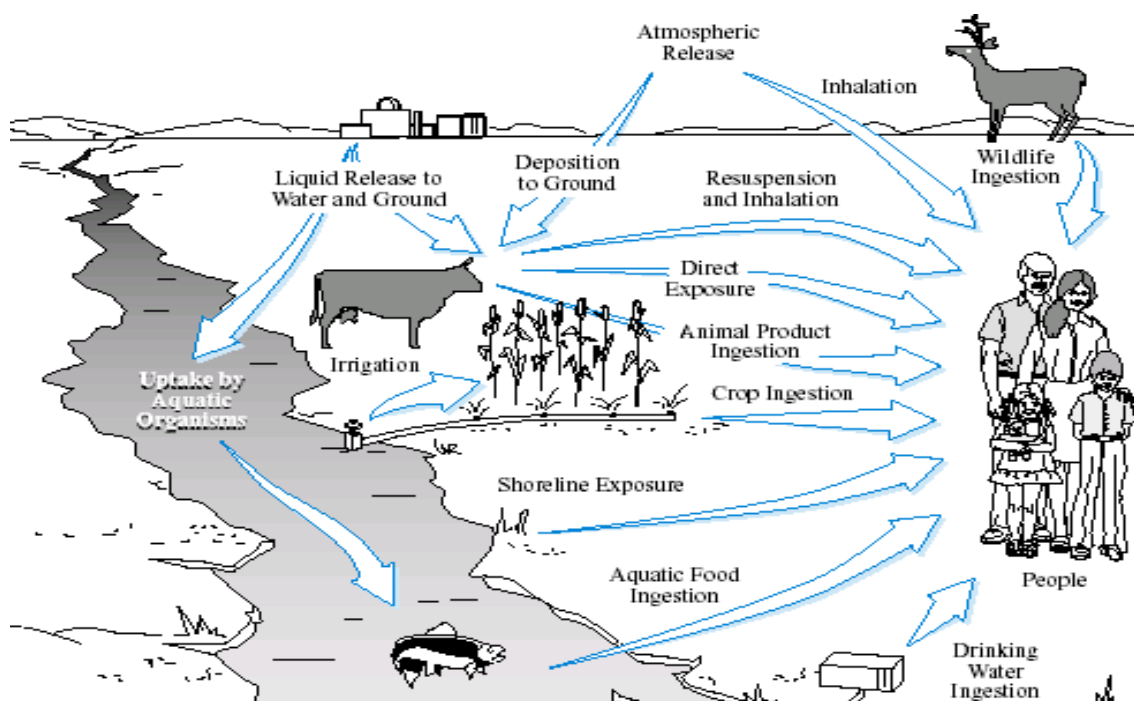 Atmospheric
Release
Inhalation
Wildlife
Ingestion
Liquid Release to
Water and Ground
Deposition
to Ground
Resuspension
and Inhalation
Direct
Exposure
Animal Product
Ingestion
Irrigation
Uptake by
Aquatic
Organisms
Crop Ingestion
Shoreline Exposure
Aquatic Food
Ingestion
People
Drinking
Water
Ingestion